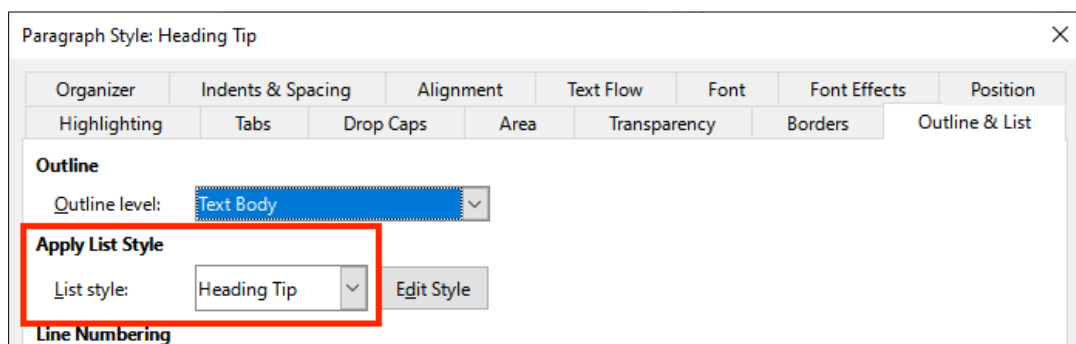 Paragraph Style: Heading Tip
Organizer Indents & Spacing Alignment Text Flow Font Font Effects Position
Highlighting Tabs Drop Caps Area Transparency Borders Outline & List
Outline
Outline level: Text Body
Apply List Style
List style: Heading Tip Edit Style
Line Numbering